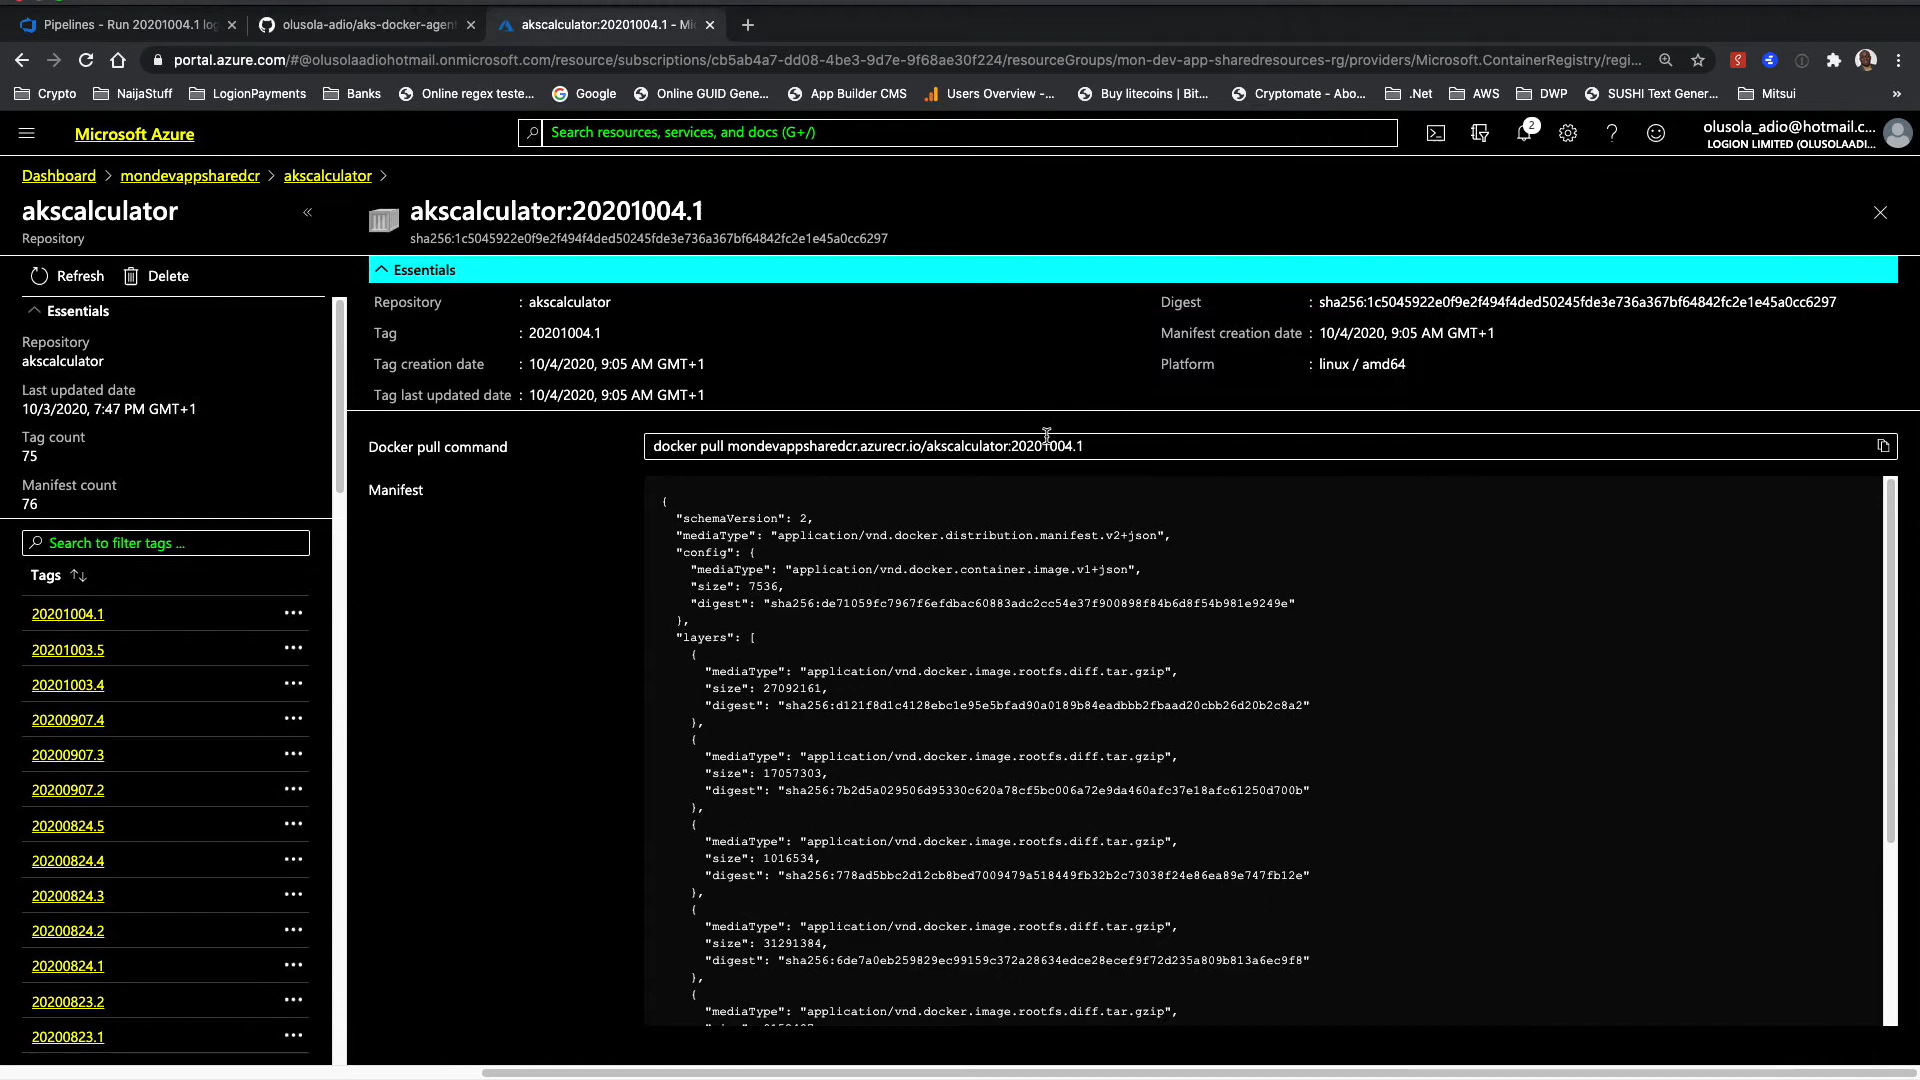 Pipelines - Run 20201004.1 log
olusola-adio/aks-docker-agent
akscalculator:20201004.1 - Mi
portal.azure.com/#@olusolaadiohotmail.onmicrosoft.com/resource/subscriptions/cb5ab4a7-dd08-4be3-9d7e-9f68ae30f224/resourceGroups/mon-dev-app-sharedresources-rg/providers/Microsoft.ContainerRegistry/regi...
Crypto
NaijaStuff
LogionPayments
Banks
Online regex teste...
Google
Online GUID Gene...
App Builder CMS
Users Overview -...
Buy litecoins | Bit...
Cryptomate - Abo...
.Net
AWS
DWP
SUSHI Text Gener...
Mitsui
»
Microsoft Azure
Search resources, services, and docs (G+/)
2
olusola_adio@hotmail.c...
LOGION LIMITED (OLUSOLAADI...
Dashboard > mondevappsharedcr > akscalculator >
akscalculator
«
Repository
Refresh
Delete
Essentials
Repository
akscalculator
Last updated date
10/3/2020, 7:47 PM GMT+1
Tag count
75
Manifest count
76
Search to filter tags ...
Tags ↑↓
20201004.1 ...
20201003.5 ...
20201003.4 ...
20200907.4 ...
20200907.3 ...
20200907.2 ...
20200824.5 ...
20200824.4 ...
20200824.3 ...
20200824.2 ...
20200824.1 ...
20200823.2 ...
20200823.1 ...
akscalculator:20201004.1
sha256:1c5045922e0f9e2f494f4ded50245fde3e736a367bf64842fc2e1e45a0cc6297
Essentials
Repository : akscalculator
Tag : 20201004.1
Tag creation date : 10/4/2020, 9:05 AM GMT+1
Tag last updated date : 10/4/2020, 9:05 AM GMT+1
Digest : sha256:1c5045922e0f9e2f494f4ded50245fde3e736a367bf64842fc2e1e45a0cc6297
Manifest creation date : 10/4/2020, 9:05 AM GMT+1
Platform : linux / amd64
Docker pull command
docker pull mondevappsharedcr.azurecr.io/akscalculator:20201004.1
Manifest
{
"schemaVersion": 2,
"mediaType": "application/vnd.docker.distribution.manifest.v2+json",
"config": {
"mediaType": "application/vnd.docker.container.image.v1+json",
"size": 7536,
"digest": "sha256:de71059fc7967f6efdbac60883adc2cc54e37f900898f84b6d8f54b981e9249e"
},
"layers": [
{
"mediaType": "application/vnd.docker.image.rootfs.diff.tar.gzip",
"size": 27092161,
"digest": "sha256:d121f8d1c4128ebc1e95e5bfad90a0189b84eadbbb2fbaad20cbb26d20b2c8a2"
},
{
"mediaType": "application/vnd.docker.image.rootfs.diff.tar.gzip",
"size": 17057303,
"digest": "sha256:7b2d5a029506d95330c620a78cf5bc006a72e9da460afc37e18afc61250d700b"
},
{
"mediaType": "application/vnd.docker.image.rootfs.diff.tar.gzip",
"size": 1016534,
"digest": "sha256:778ad5bbc2d12cb8bed7009479a518449fb32b2c73038f24e86ea89e747fb12e"
},
{
"mediaType": "application/vnd.docker.image.rootfs.diff.tar.gzip",
"size": 31291384,
"digest": "sha256:6de7a0eb259829ec99159c372a28634edce28ecef9f72d235a809b813a6ec9f8"
},
{
"mediaType": "application/vnd.docker.image.rootfs.diff.tar.gzip",